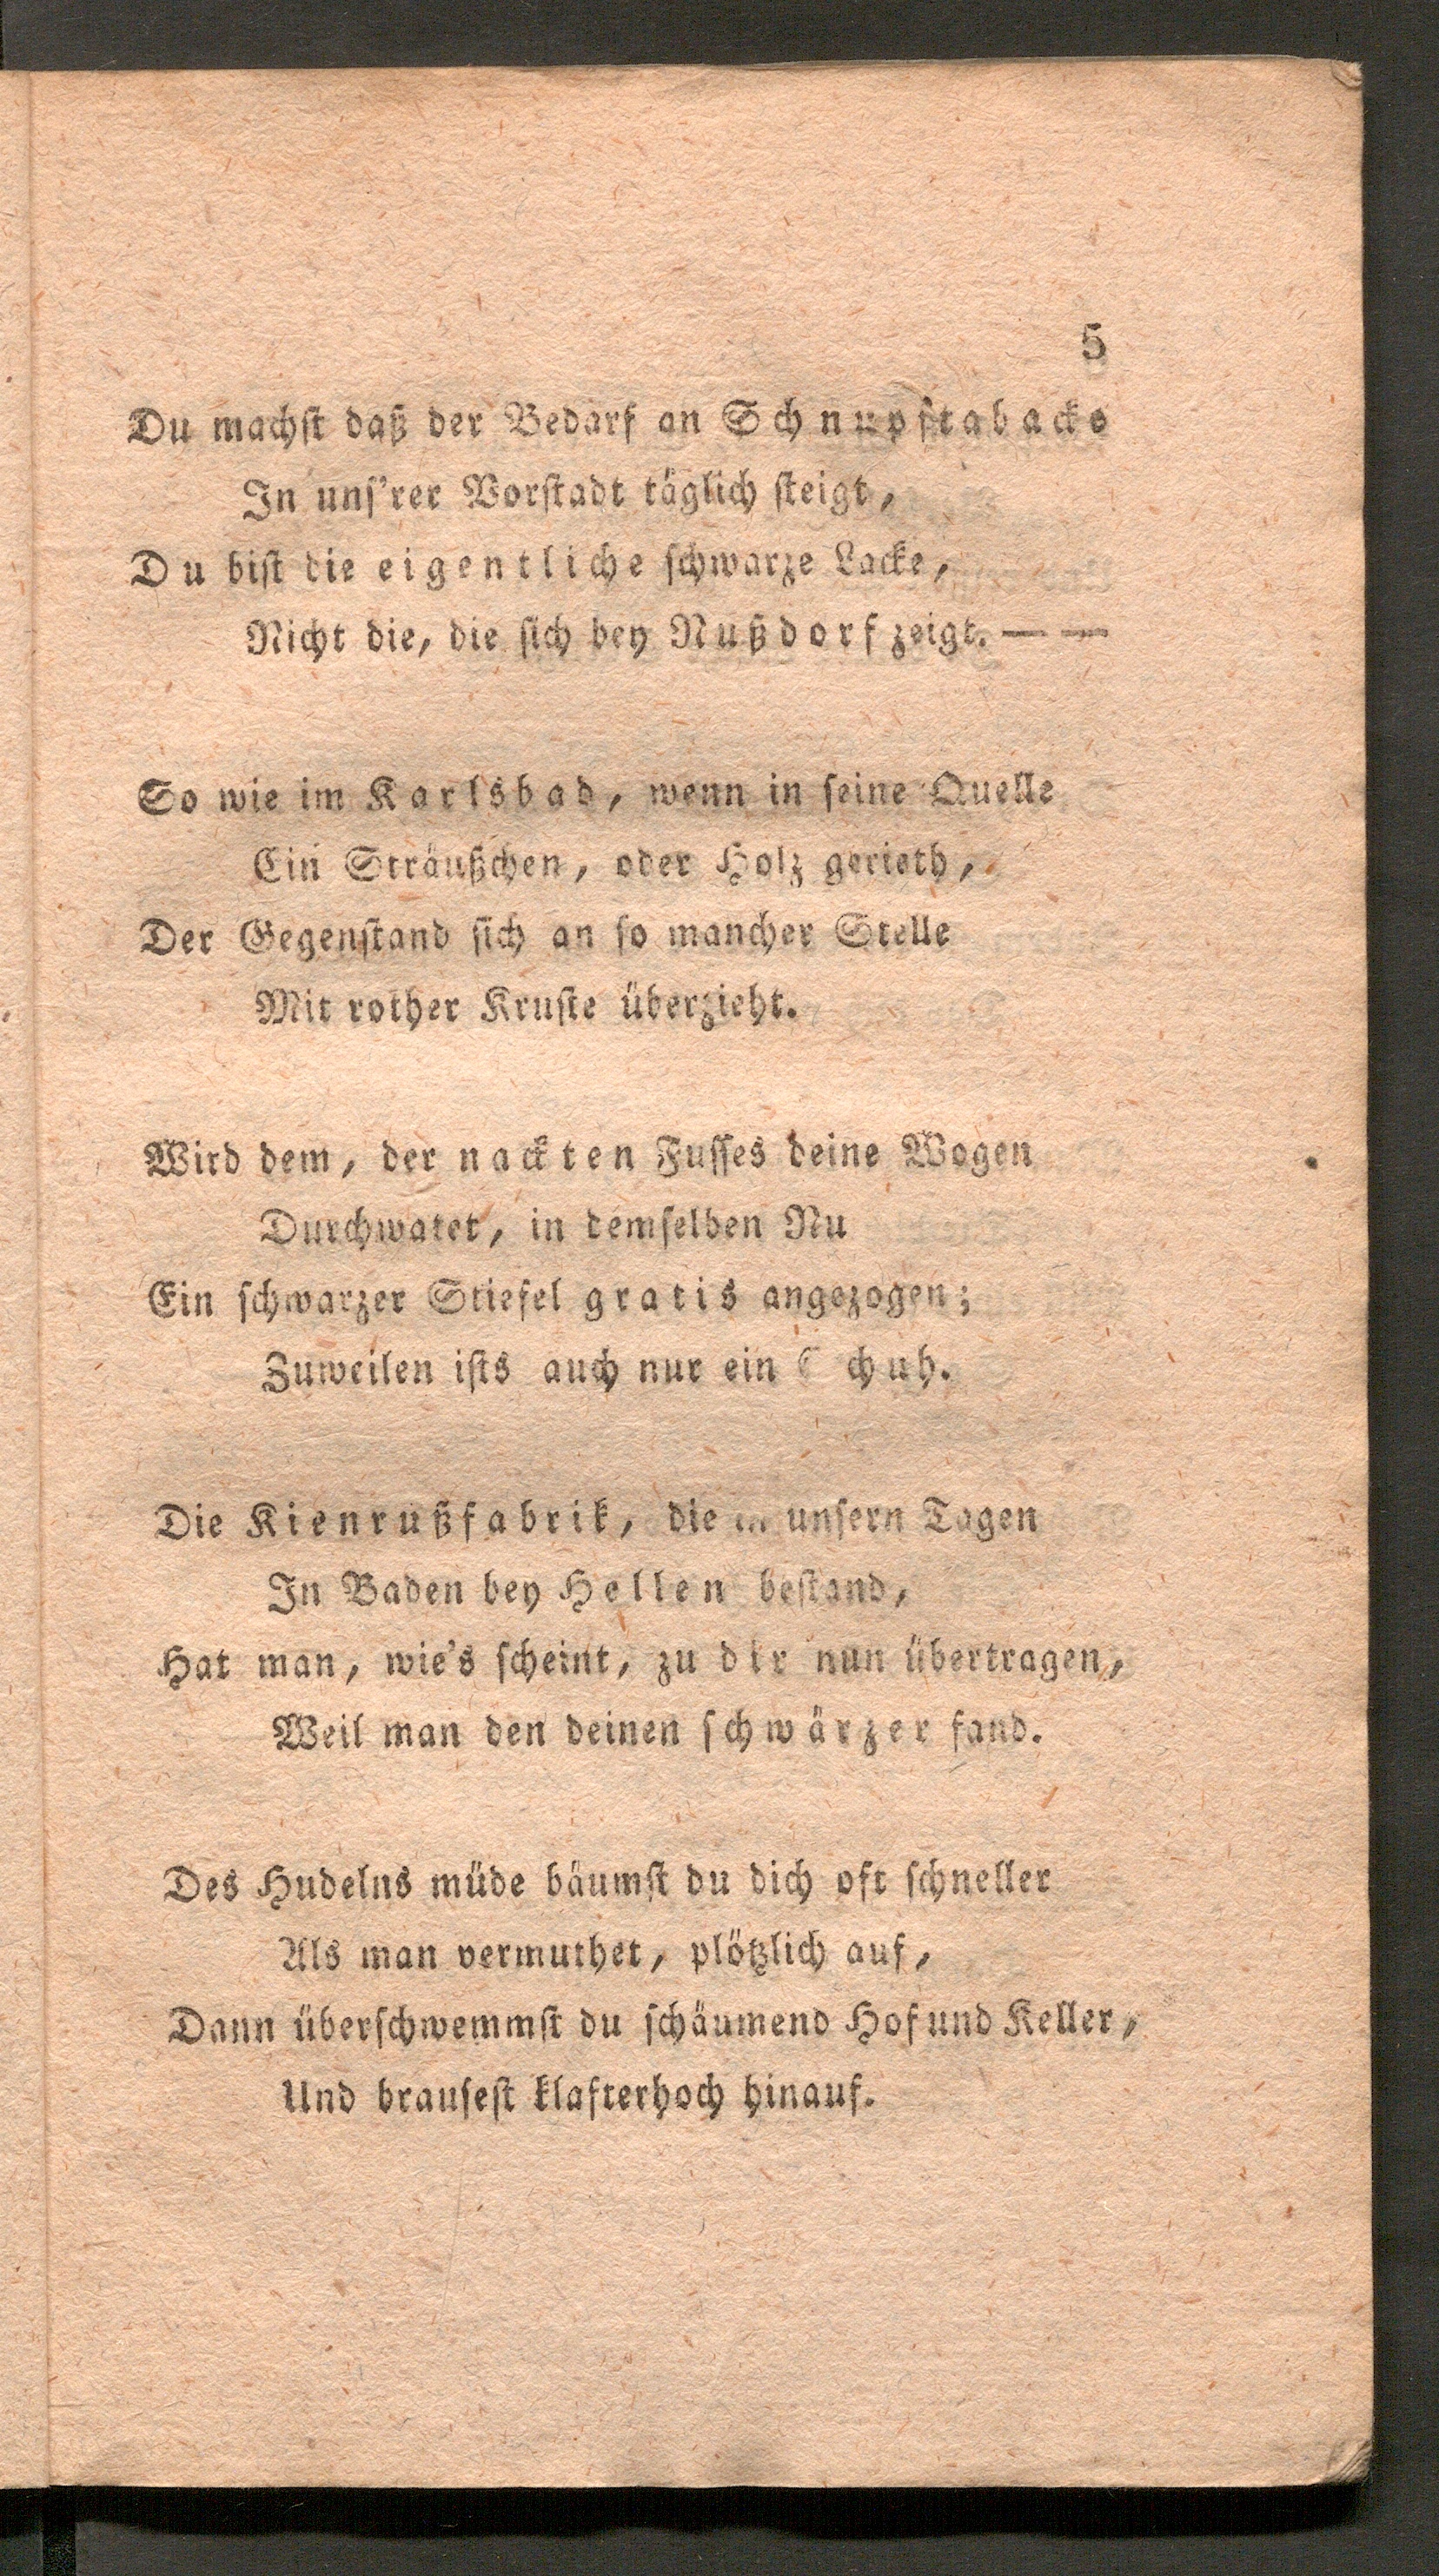 5
Du machst daß der Bedarf an Schnupftabacke
In uns'rer Vorstadt täglich steigt,
Du bist die eigentliche schwarze Lacke,
Nicht die, die sich bey Nußdorf zeigt. — —
So wie im Karlsbad, wenn in seine Quelle
Ein Sträußchen, oder Holz gerieth,
Der Gegenstand sich an so mancher Stelle
Mit rother Kruste überzieht.
Wird dem, der nackten Fusses deine Wogen
Durchwatet, in demselben Nu
Ein schwarzer Stiefel gratis angezogen;
Zuweilen ists auch nur ein Schuh.
Die Kienrußfabrik, die in unsern Tagen
In Baden bey Hellen bestand,
Hat man, wie's scheint, zu dir nun übertragen,
Weil man den deinen schwärzer fand.
Des Hudelns müde bäumst du dich oft schneller
Als man vermuthet, plötzlich auf,
Dann überschwemmst du schäumend Hof und Keller,
Und brausest klafterhoch hinauf.